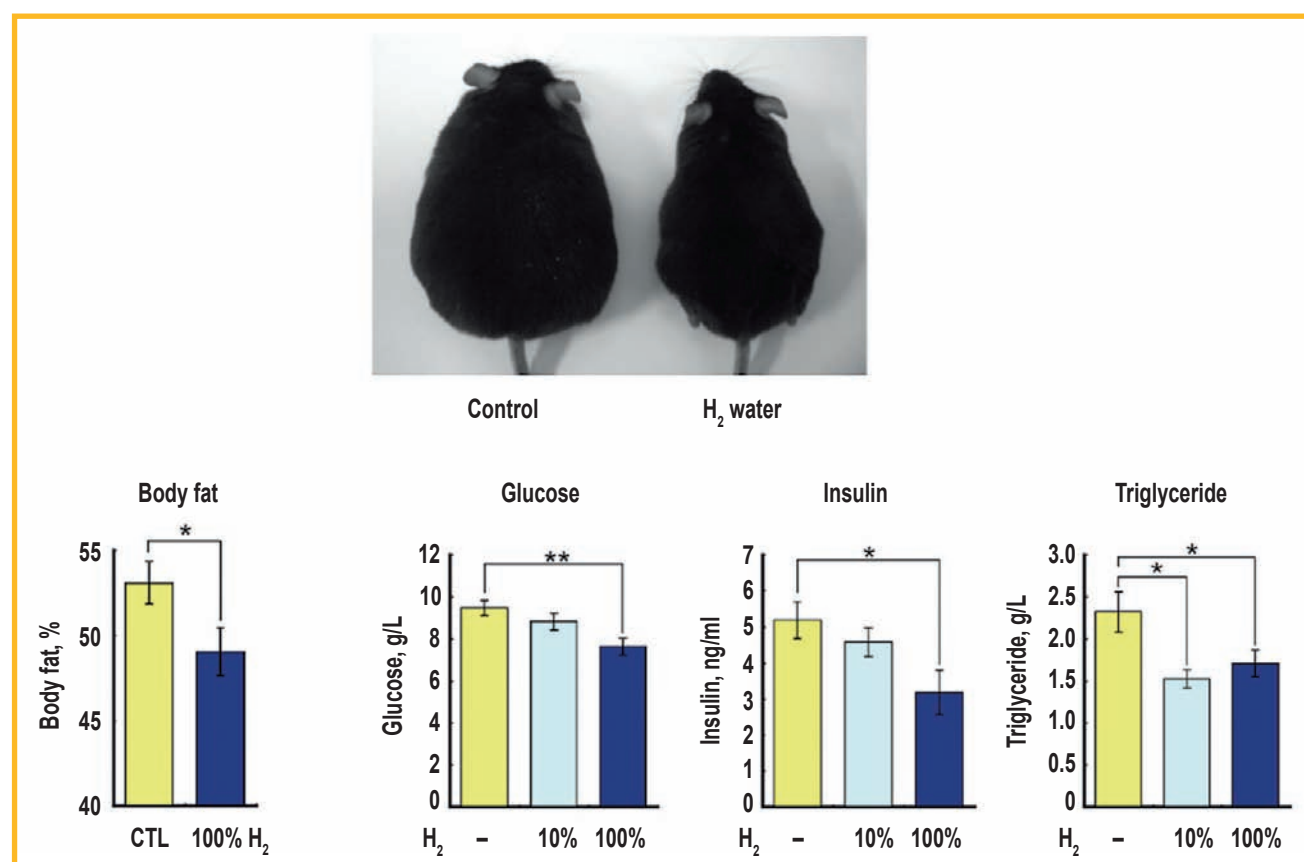 Control
H₂ water
Body fat
*
Body fat, %
55
50
45
40
CTL
100% H₂
Glucose
**
Glucose, g/L
12
10
8
6
4
2
0
H₂
–
10%
100%
Insulin
*
Insulin, ng/ml
7
6
5
4
3
2
1
0
H₂
–
10%
100%
Triglyceride
*
*
Triglyceride, g/L
3.0
2.5
2.0
1.5
1.0
0.5
0
H₂
–
10%
100%